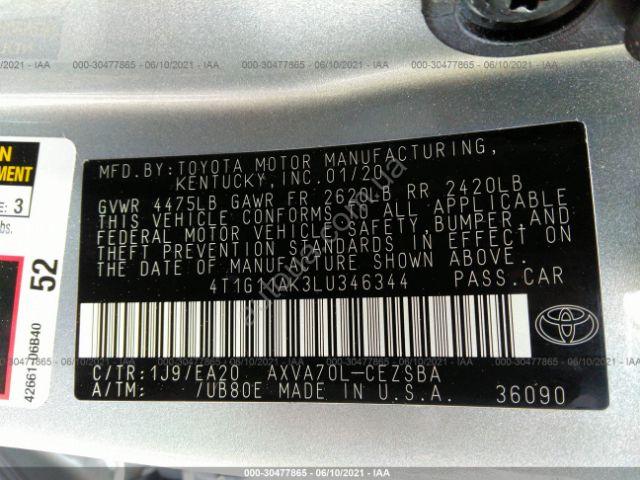 000-30477865 - 06/10/2021 - IAA
MFD.BY:TOYOTA MOTOR MANUFACTURING,
KENTUCKY, INC. 01/20
GVWR 4475LB GAWR FR 2620LB RR 2420LB
THIS VEHICLE CONFORMS TO ALL APPLICABLE
FEDERAL MOTOR VEHICLE SAFETY, BUMPER, AND
THEFT PREVENTION STANDARDS IN EFFECT ON
THE DATE OF MANUFACTURE SHOWN ABOVE.
4T1G11AK3LU346344 PASS.CAR
C/TR:1J9/EA20 AXVA70L-CEZSBA
A/TM: /UB80E MADE IN U.S.A. 36090
3
52
000-30477865 - 06/10/2021 - IAA